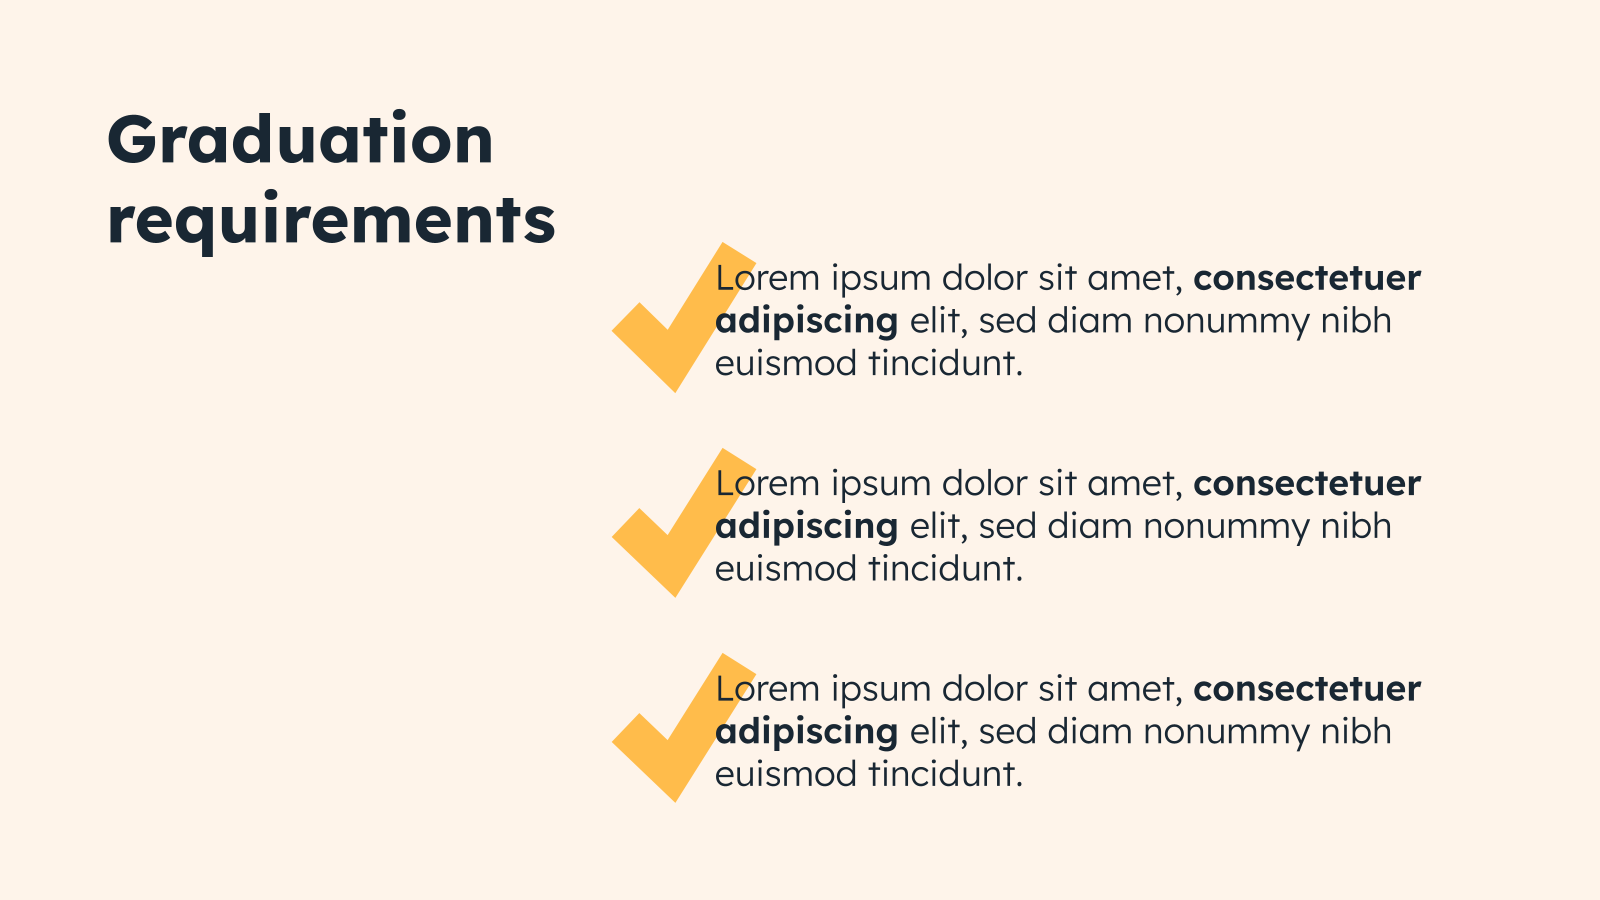 Graduation
requirements
Lorem ipsum dolor sit amet, consectetuer
adipiscing elit, sed diam nonummy nibh
euismod tincidunt.
Lorem ipsum dolor sit amet, consectetuer
adipiscing elit, sed diam nonummy nibh
euismod tincidunt.
Lorem ipsum dolor sit amet, consectetuer
adipiscing elit, sed diam nonummy nibh
euismod tincidunt.